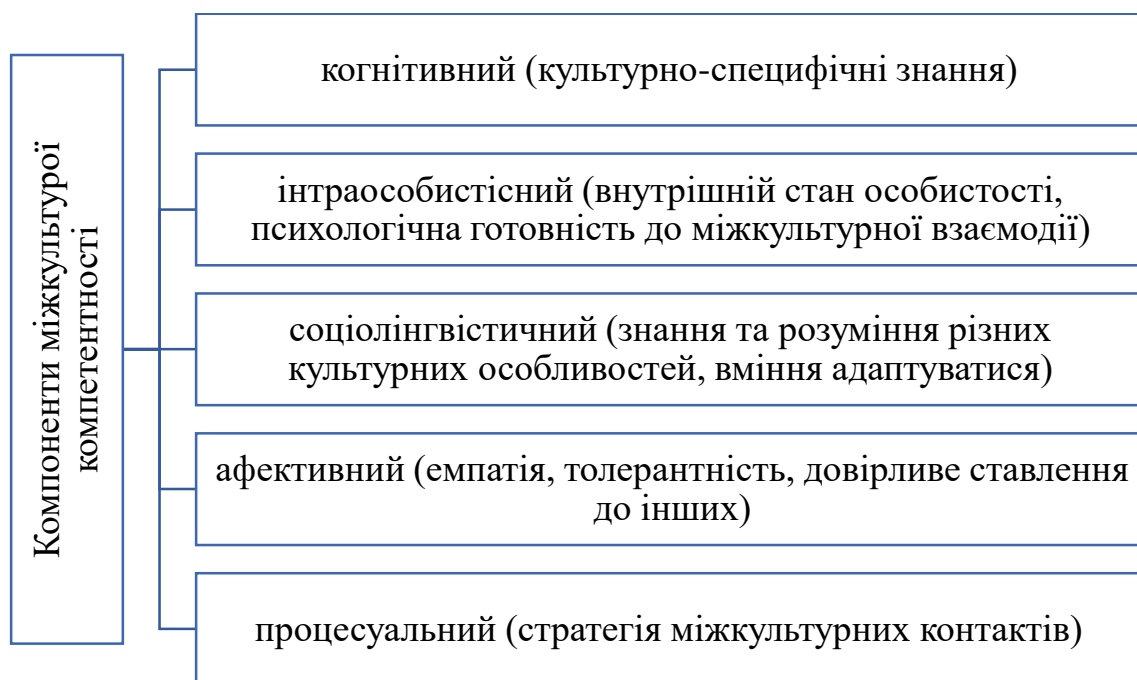 Компоненти міжкультурої
компетентності
когнітивний (культурно-специфічні знання)
інтраособистісний (внутрішній стан особистості,
психологічна готовність до міжкультурної взаємодії)
соціолінгвістичний (знання та розуміння різних
культурних особливостей, вміння адаптуватися)
афективний (емпатія, толерантність, довірливе ставлення
до інших)
процесуальний (стратегія міжкультурних контактів)